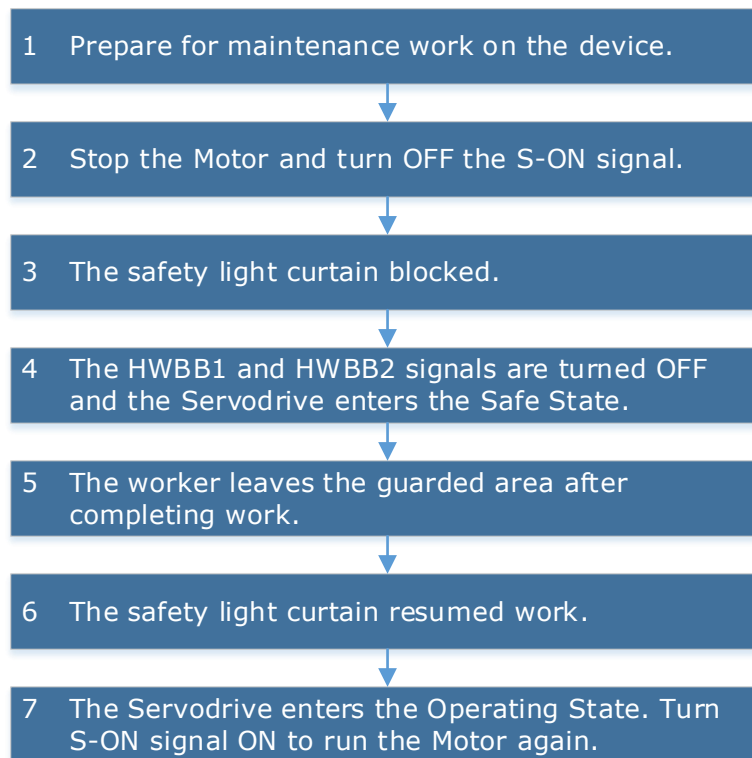 1 Prepare for maintenance work on the device.
2 Stop the Motor and turn OFF the S-ON signal.
3 The safety light curtain blocked.
4 The HWBB1 and HWBB2 signals are turned OFF
and the Servodrive enters the Safe State.
5 The worker leaves the guarded area after
completing work.
6 The safety light curtain resumed work.
7 The Servodrive enters the Operating State. Turn
S-ON signal ON to run the Motor again.